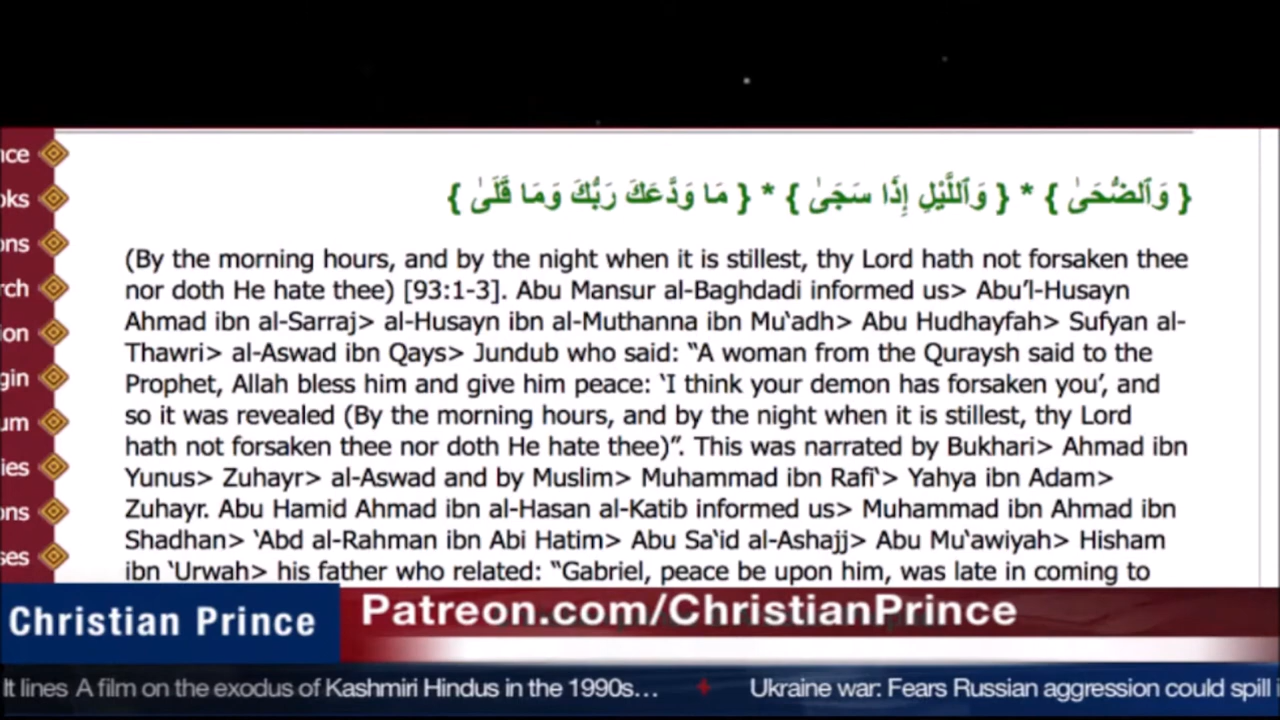 { وَٱلضُّحَىٰ } * { وَٱللَّيْلِ إِذَا سَجَىٰ } * { مَا وَدَّعَكَ رَبُّكَ وَمَا قَلَىٰ }
nce
(By the morning hours, and by the night when it is stillest, thy Lord hath not forsaken thee
oks
nor doth He hate thee) [93:1-3]. Abu Mansur al-Baghdadi informed us> Abu’l-Husayn
ons
Ahmad ibn al-Sarraj> al-Husayn ibn al-Muthanna ibn Mu‘adh> Abu Hudhayfah> Sufyan al-
rch
Thawri> al-Aswad ibn Qays> Jundub who said: “A woman from the Quraysh said to the
ion
Prophet, Allah bless him and give him peace: ‘I think your demon has forsaken you’, and
gin
so it was revealed (By the morning hours, and by the night when it is stillest, thy Lord
um
hath not forsaken thee nor doth He hate thee)”. This was narrated by Bukhari> Ahmad ibn
ies
Yunus> Zuhayr> al-Aswad and by Muslim> Muhammad ibn Rafi‘> Yahya ibn Adam>
ons
Zuhayr. Abu Hamid Ahmad ibn al-Hasan al-Katib informed us> Muhammad ibn Ahmad ibn
ses
Shadhan> ‘Abd al-Rahman ibn Abi Hatim> Abu Sa‘id al-Ashajj> Abu Mu‘awiyah> Hisham
ibn ‘Urwah> his father who related: “Gabriel, peace be upon him, was late in coming to
Christian Prince
Patreon.com/ChristianPrince
lt lines A film on the exodus of Kashmiri Hindus in the 1990s... Ukraine war: Fears Russian aggression could spill i